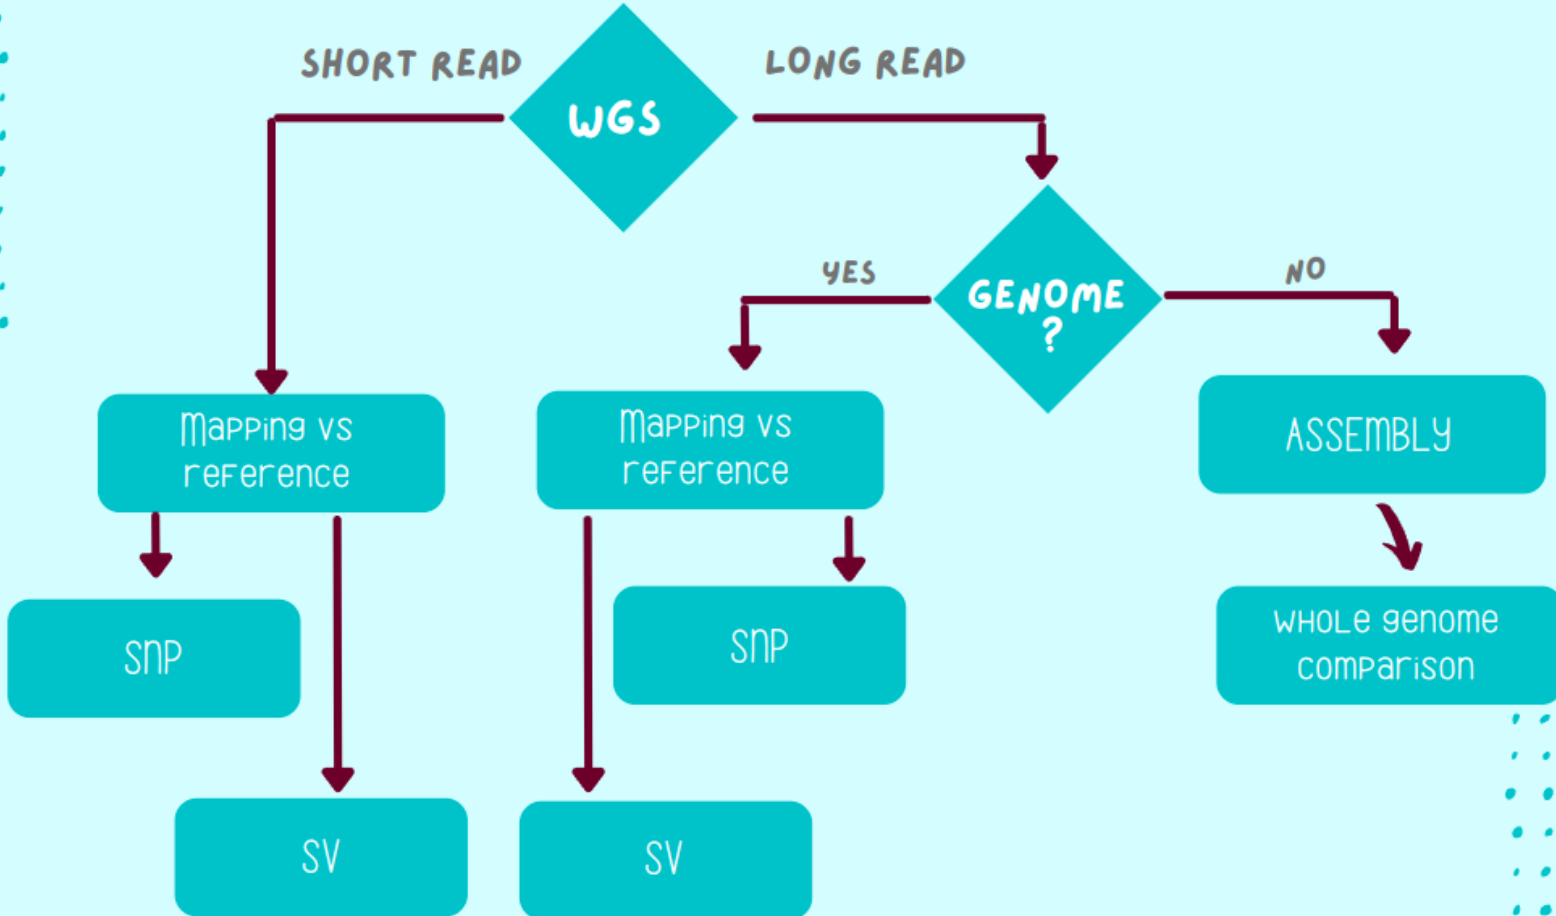 SHORT READ
LONG READ
WGS
YES
NO
GENOME
?
Mapping vs
reference
Mapping vs
reference
ASSEMBLY
SNP
SNP
WHOLE genome
comparison
SV
SV